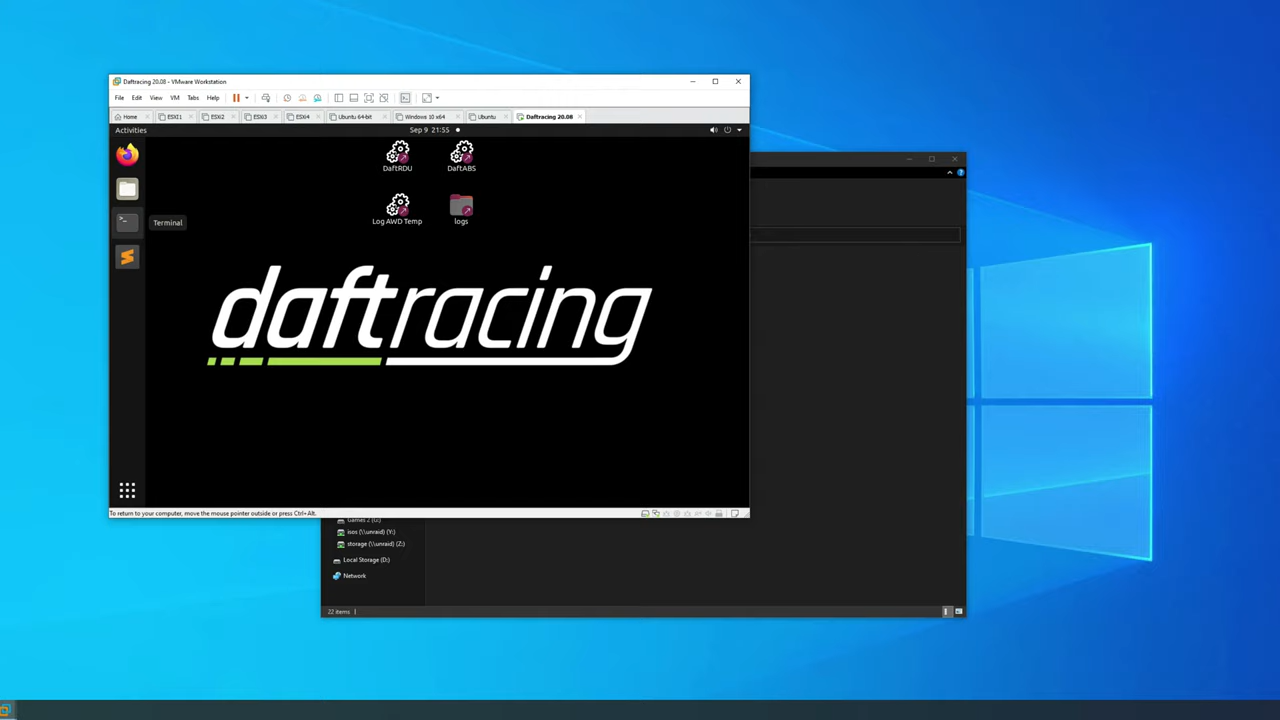 Daftracing 20.08 - VMware Workstation
File Edit View VM Tabs Help
Home ESXi1 ESXi2 ESXi3 ESXi4 Ubuntu 64-bit Windows 10 x64 Ubuntu Daftracing 20.08
Activities
Sep 9 21:55
DaftRDU DaftABS
Log AWD Temp logs
Terminal
daftracing
To return to your computer, move the mouse pointer outside or press Ctrl+Alt.
Games 2 (G:)
isos (\\unraid) (Y:)
storage (\\unraid) (Z:)
Local Storage (D:)
Network
22 items